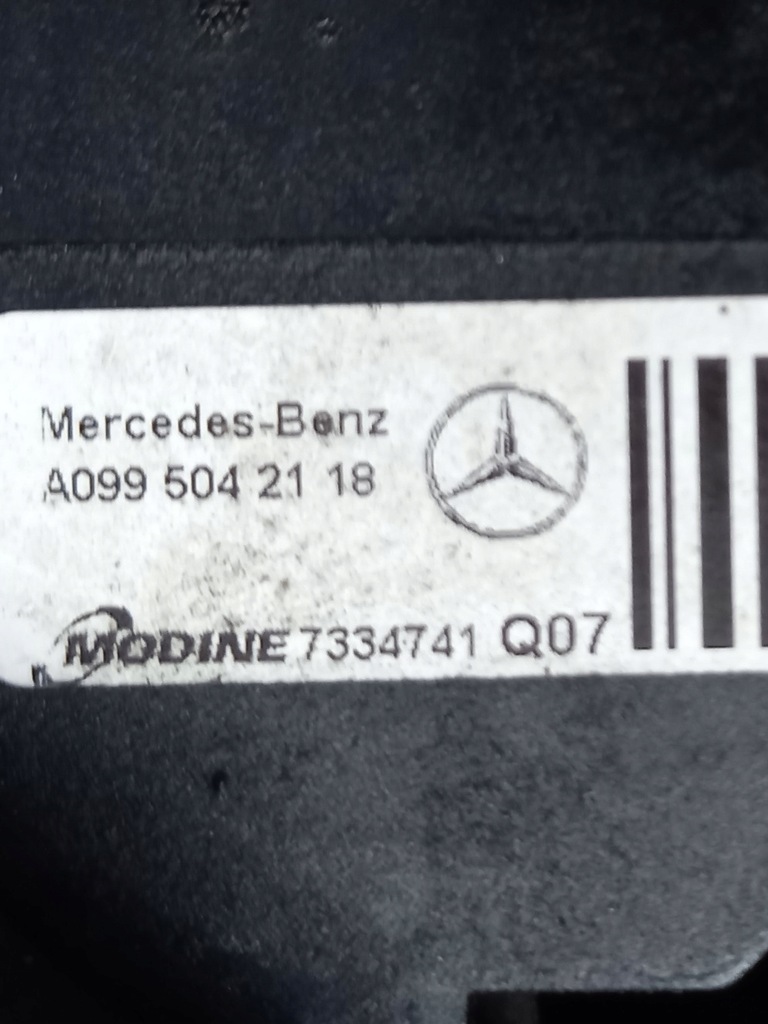 Mercedes-Benz
A099 504 21 18
MODINE 7334741 Q07